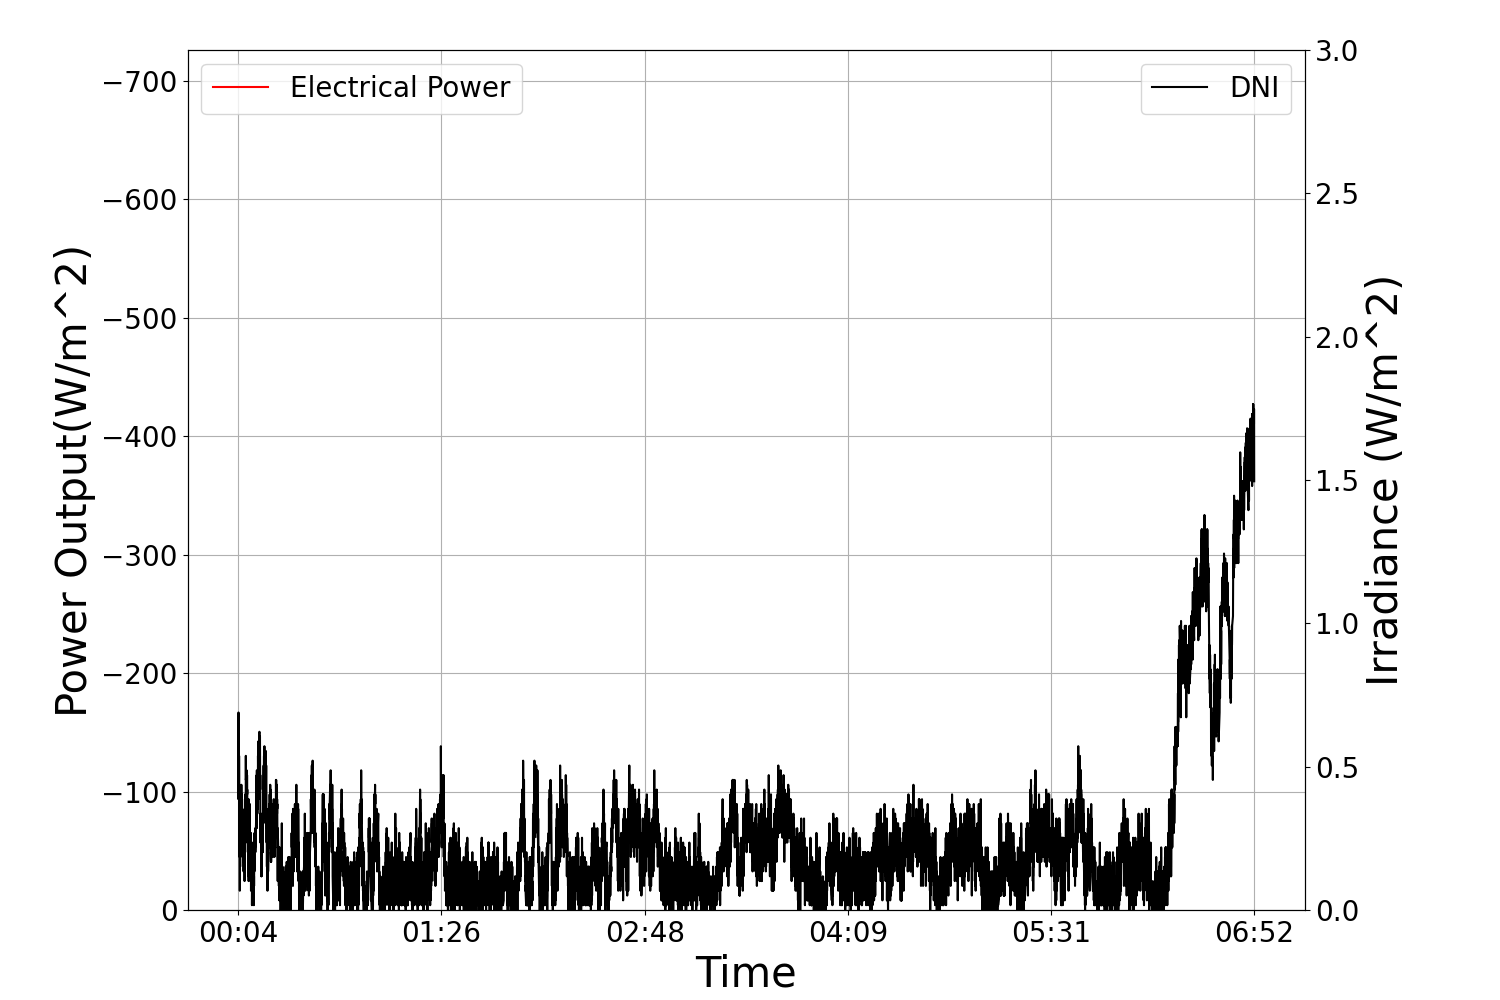 Electrical Power
DNI
Power Output(W/m^2)
−700
−600
−500
−400
−300
−200
−100
0
3.0
2.5
2.0
1.5
1.0
0.5
0.0
Irradiance (W/m^2)
00:04 01:26 02:48 04:09 05:31 06:52
Time